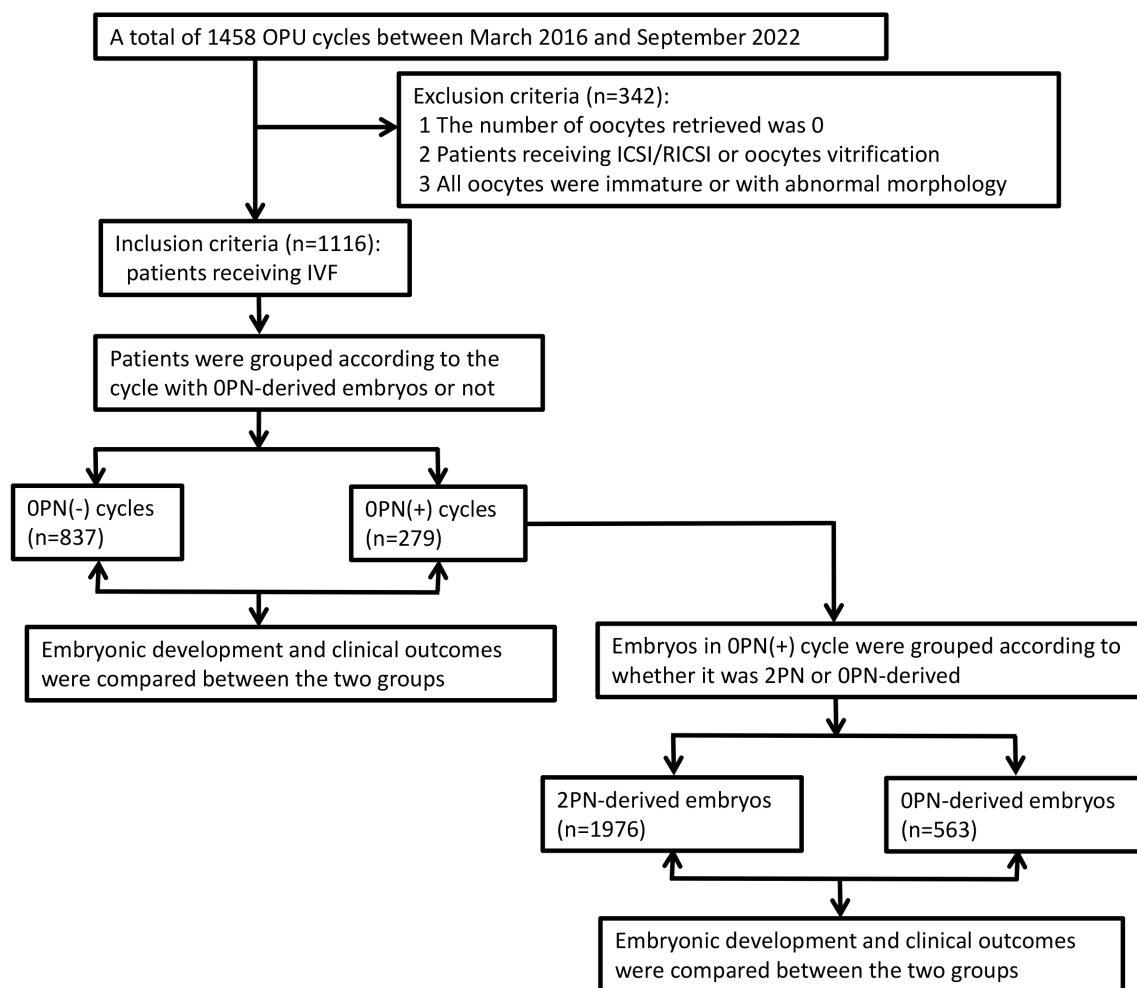 A total of 1458 OPU cycles between March 2016 and September 2022
Exclusion criteria (n=342):
1 The number of oocytes retrieved was 0
2 Patients receiving ICSI/RICSI or oocytes vitrification
3 All oocytes were immature or with abnormal morphology
Inclusion criteria (n=1116):
patients receiving IVF
Patients were grouped according to the
cycle with 0PN-derived embryos or not
0PN(-) cycles
(n=837)
0PN(+) cycles
(n=279)
Embryonic development and clinical outcomes
were compared between the two groups
Embryos in 0PN(+) cycle were grouped according to
whether it was 2PN or 0PN-derived
2PN-derived embryos
(n=1976)
0PN-derived embryos
(n=563)
Embryonic development and clinical outcomes
were compared between the two groups